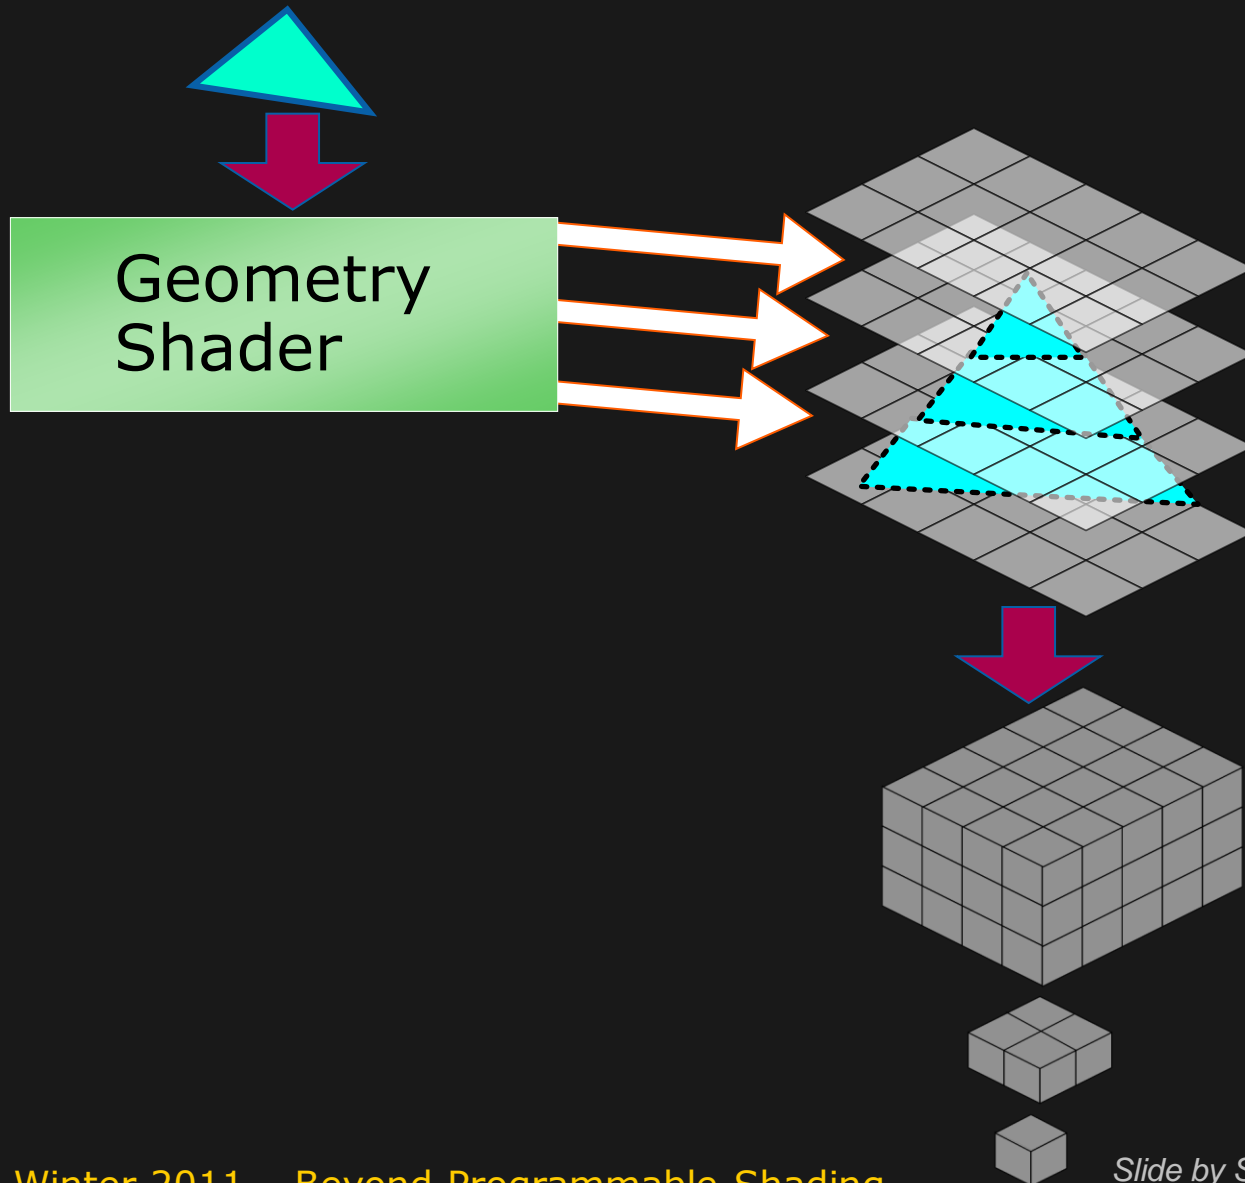 Geometry
Shader
Winter 2011 – Beyond Programmable Shading
Slide by S